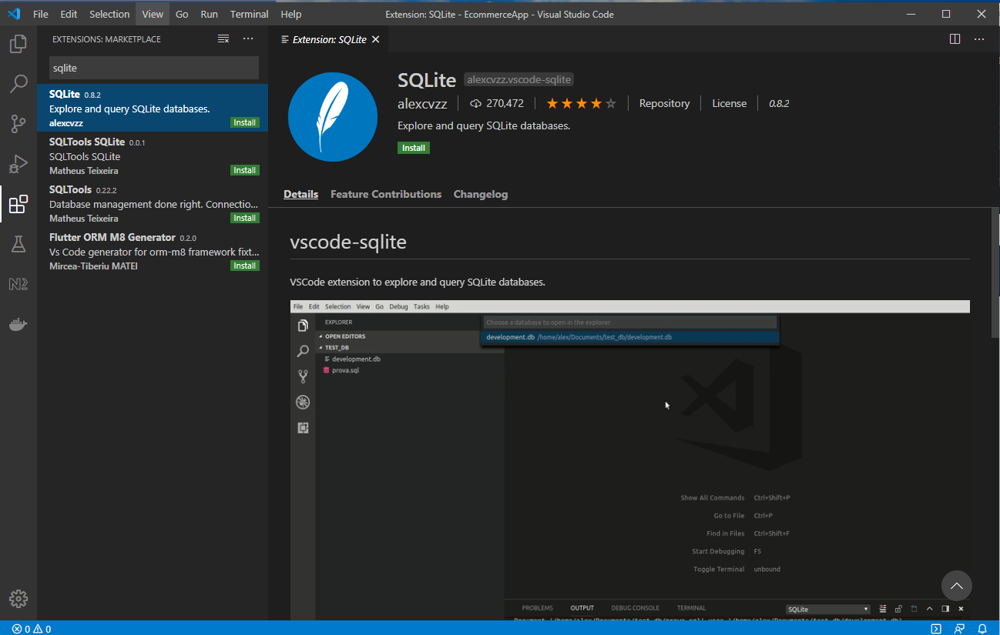 File Edit Selection View Go Run Terminal Help Extension: SQLite - EcommerceApp - Visual Studio Code
EXTENSIONS: MARKETPLACE
sqlite
SQLite 0.8.2
Explore and query SQLite databases.
alexcvzz Install
SQLTools SQLite 0.0.1
SQLTools SQLite
Matheus Teixeira Install
SQLTools 0.22.2
Database management done right. Connectio...
Matheus Teixeira Install
Flutter ORM M8 Generator 0.2.0
Vs Code generator for orm-m8 framework fixt...
Mircea-Tiberiu MATEI Install
Extension: SQLite
SQLite alexcvzz.vscode-sqlite
alexcvzz 270,472 Repository License 0.8.2
Explore and query SQLite databases.
Install
Details Feature Contributions Changelog
vscode-sqlite
VSCode extension to explore and query SQLite databases.
File Edit Selection View Go Debug Tasks Help
EXPLORER
OPEN EDITORS
TEST_DB
development.db
prova.sql
Choose a database to open in the explorer
development.db /home/alex/Documents/test_db/development.db
Show All Commands Ctrl+Shift+P
Go to File Ctrl+P
Find in Files Ctrl+Shift+F
Start Debugging F5
Toggle Terminal unbound
PROBLEMS OUTPUT DEBUG CONSOLE TERMINAL SQLite
0 0